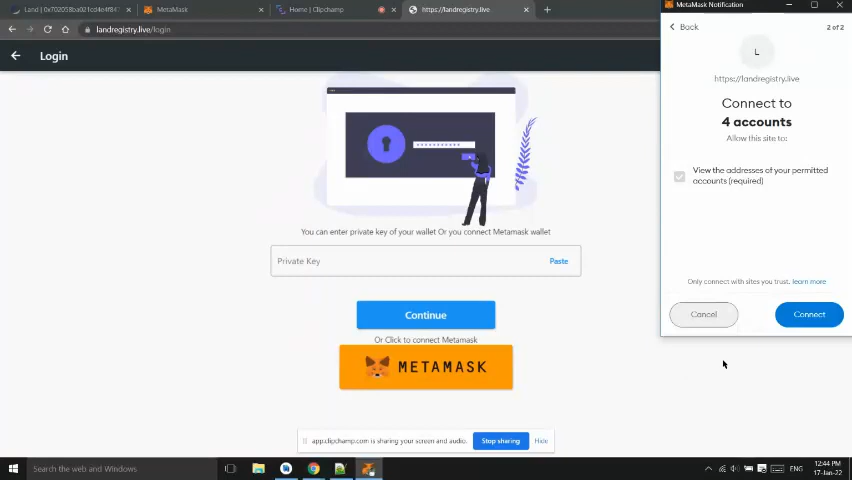 Land | 0x702058ba021cd4e4f847
MetaMask
Home | Clipchamp
https://landregistry.live
landregistry.live/login
Login
You can enter private key of your wallet Or you connect Metamask wallet
Private Key
Paste
Continue
Or Click to connect Metamask
METAMASK
app.clipchamp.com is sharing your screen and audio.
Stop sharing
Hide
MetaMask Notification
Back
2 of 2
L
https://landregistry.live
Connect to
4 accounts
Allow this site to:
View the addresses of your permitted
accounts (required)
Only connect with sites you trust. learn more
Cancel
Connect
Search the web and Windows
ENG
12:44 PM
17-Jan-22